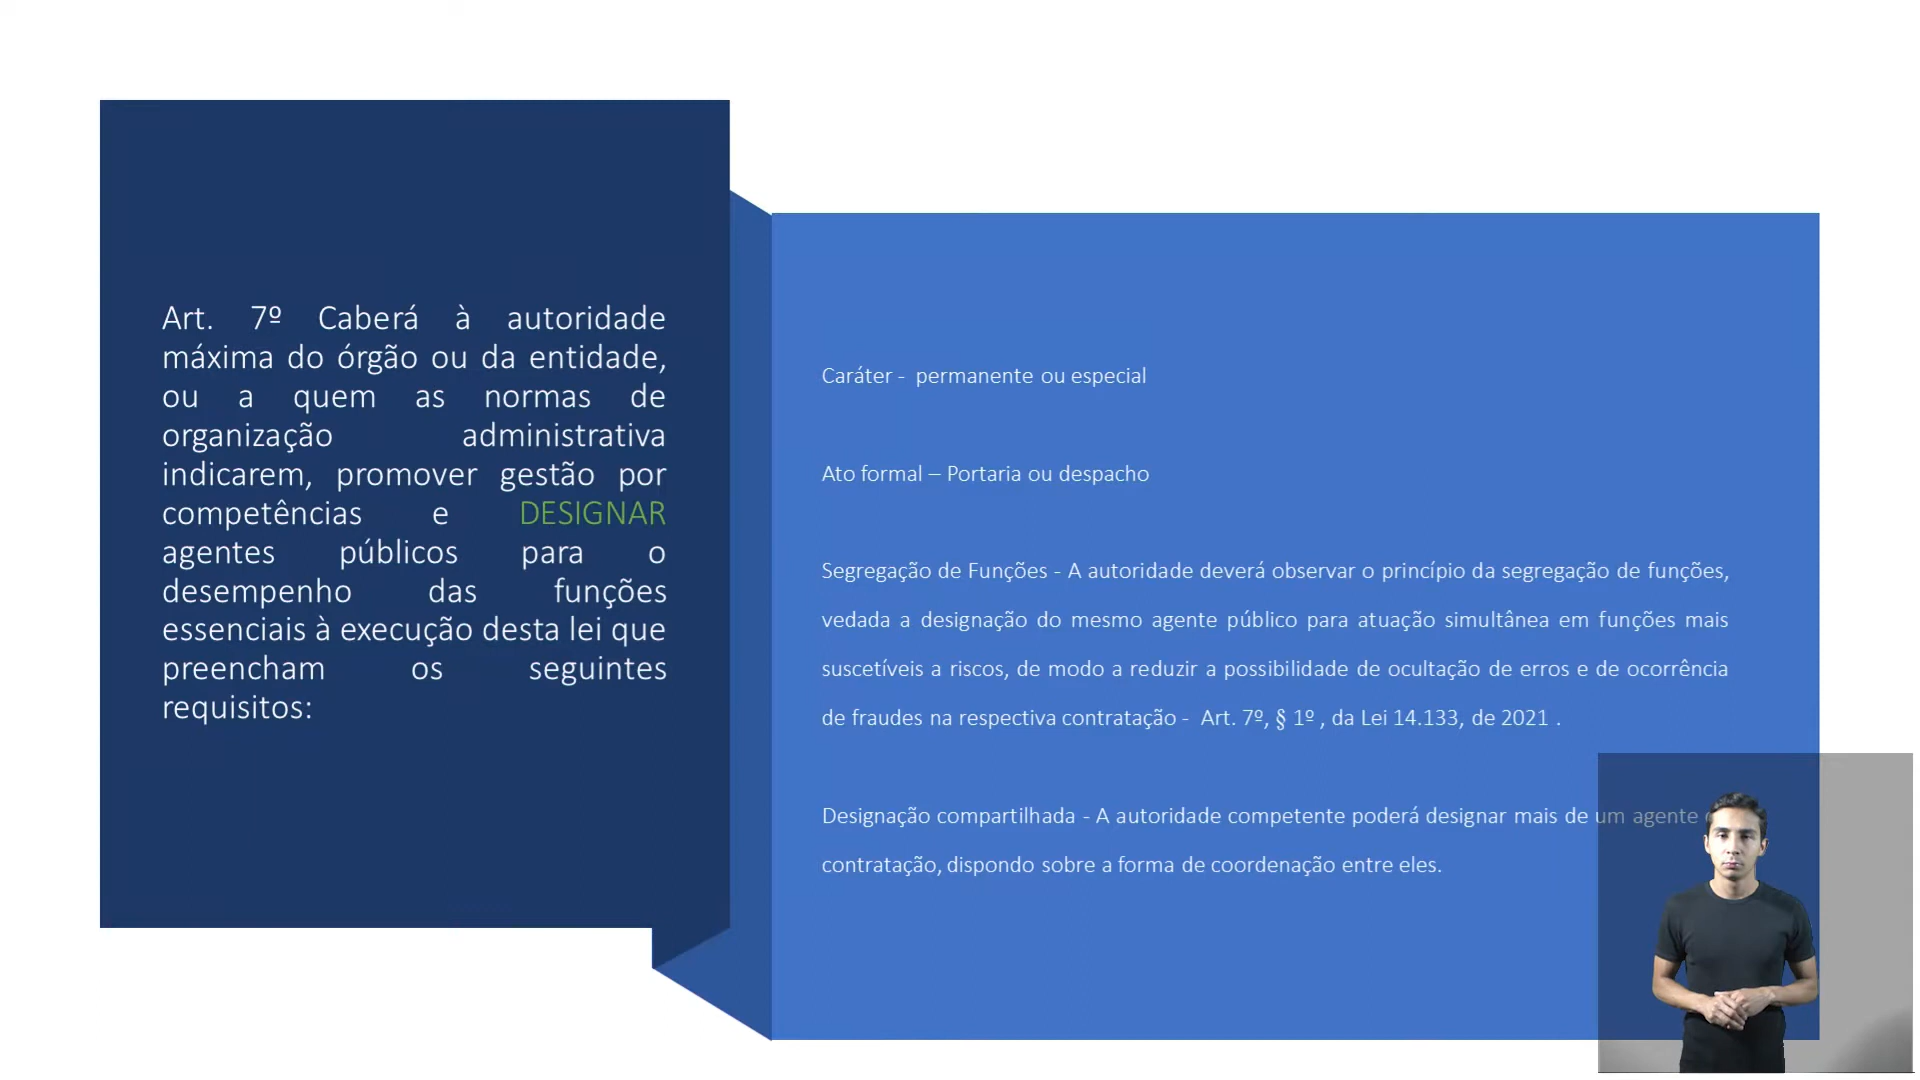 Art. 7º Caberá à autoridade
máxima do órgão ou da entidade,
ou a quem as normas de
organização administrativa
indicarem, promover gestão por
competências e DESIGNAR
agentes públicos para o
desempenho das funções
essenciais à execução desta lei que
preencham os seguintes
requisitos:
Caráter -  permanente ou especial
Ato formal – Portaria ou despacho
Segregação de Funções - A autoridade deverá observar o princípio da segregação de funções,
vedada a designação do mesmo agente público para atuação simultânea em funções mais
suscetíveis a riscos, de modo a reduzir a possibilidade de ocultação de erros e de ocorrência
de fraudes na respectiva contratação -  Art. 7º, § 1º , da Lei 14.133, de 2021 .
Designação compartilhada - A autoridade competente poderá designar mais de um agente
contratação, dispondo sobre a forma de coordenação entre eles.